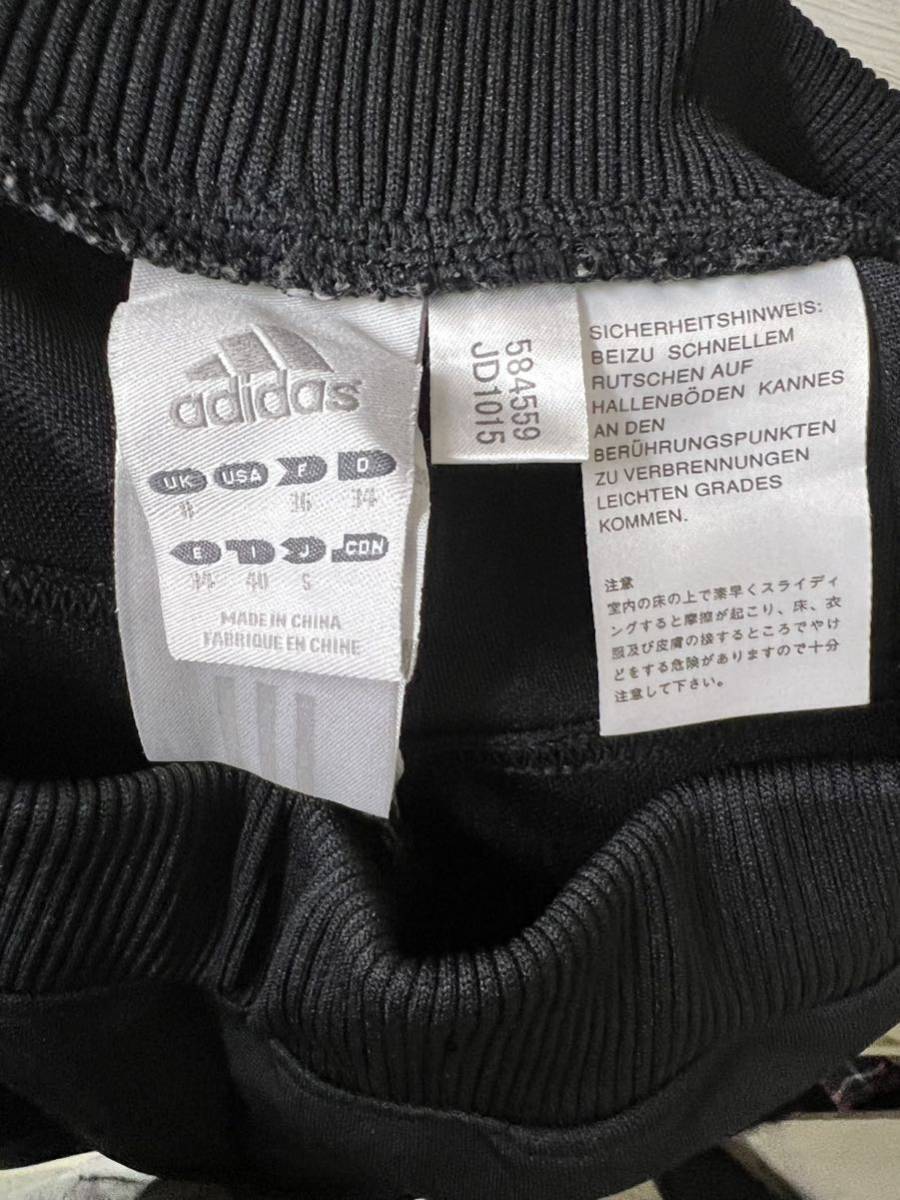 adidas
UK USA F D
8 36 34
E I J CDN
34 40 S
MADE IN CHINA
FABRIQUE EN CHINE
584559
JD1015
SICHERHEITSHINWEIS:
BEIZU SCHNELLEM
RUTSCHEN AUF
HALLENBÖDEN KANNES
AN DEN
BERÜHRUNGSPUNKTEN
ZU VERBRENNUNGEN
LEICHTEN GRADES
KOMMEN.
注意
室内の床の上で素早くスライディ
ングすると摩擦が起こり、床、衣
服及び皮膚の接するところでやけ
どをする危険がありますので十分
注意して下さい。